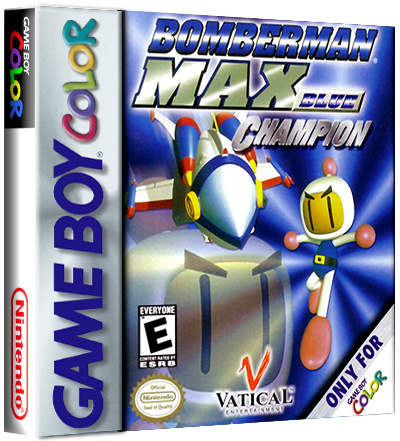 GAME BOY COLOR
Nintendo
GAME BOY COLOR
BOMBERMAN
MAX BLUE
CHAMPION
EVERYONE
E
CONTENT RATED BY
ESRB
Official
Nintendo
Seal of Quality
V
VATICAL
ENTERTAINMENT
ONLY FOR
GAME BOY
COLOR